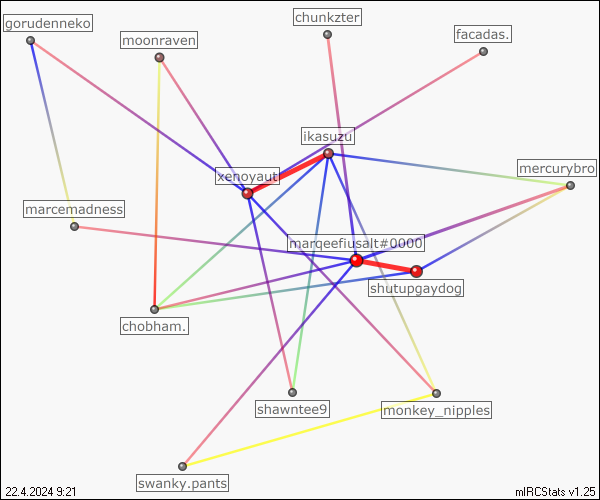 gorudenneko
moonraven
chunkzter
facadas.
ikasuzu
xenoyaut
mercurybro
marcemadness
marqeefiusalt#0000
shutupgaydog
chobham.
shawntee9
monkey_nipples
swanky.pants
22.4.2024 9:21
mIRCStats v1.25